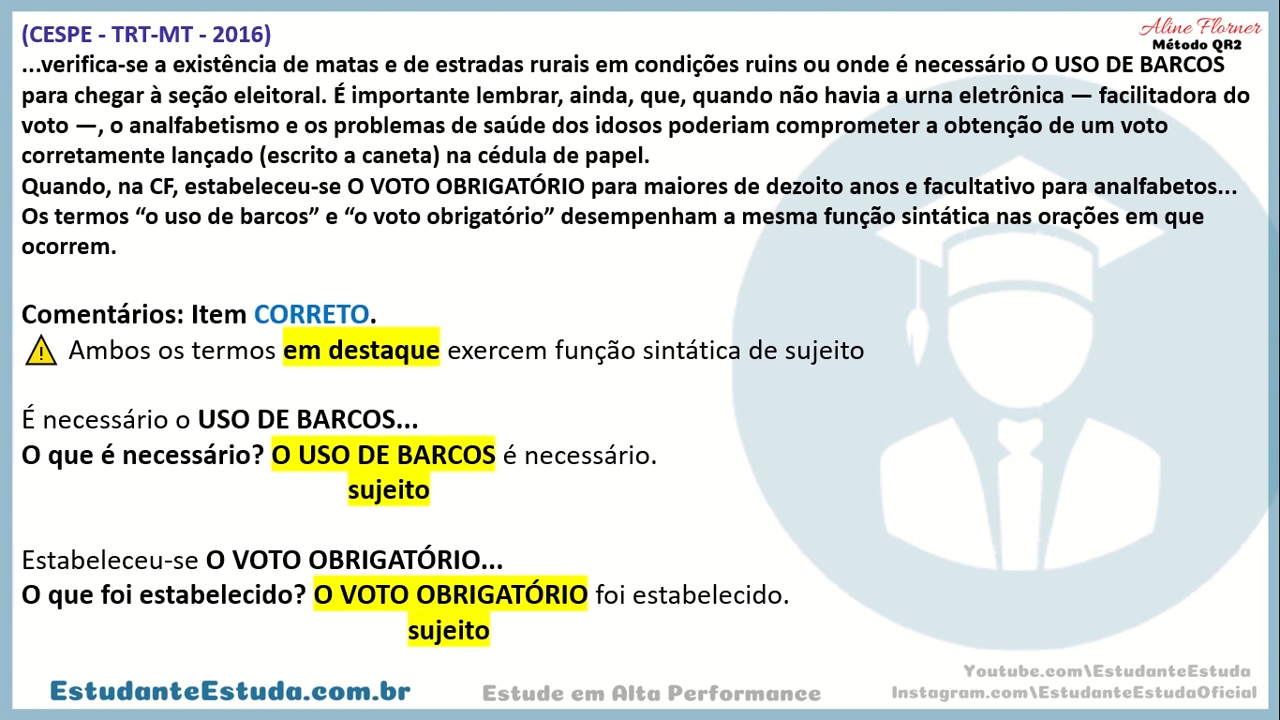 (CESPE - TRT-MT - 2016)
Aline Florner
Método QR2
...verifica-se a existência de matas e de estradas rurais em condições ruins ou onde é necessário O USO DE BARCOS
para chegar à seção eleitoral. É importante lembrar, ainda, que, quando não havia a urna eletrônica — facilitadora do
voto —, o analfabetismo e os problemas de saúde dos idosos poderiam comprometer a obtenção de um voto
corretamente lançado (escrito a caneta) na cédula de papel.
Quando, na CF, estabeleceu-se O VOTO OBRIGATÓRIO para maiores de dezoito anos e facultativo para analfabetos...
Os termos “o uso de barcos” e “o voto obrigatório” desempenham a mesma função sintática nas orações em que
ocorrem.
Comentários: Item CORRETO.
Ambos os termos em destaque exercem função sintática de sujeito
É necessário o USO DE BARCOS...
O que é necessário? O USO DE BARCOS é necessário.
sujeito
Estabeleceu-se O VOTO OBRIGATÓRIO...
O que foi estabelecido? O VOTO OBRIGATÓRIO foi estabelecido.
sujeito
EstudanteEstuda.com.br
Estude em Alta Performance
Youtube.com\EstudanteEstuda
Instagram.com\EstudanteEstudaOficial